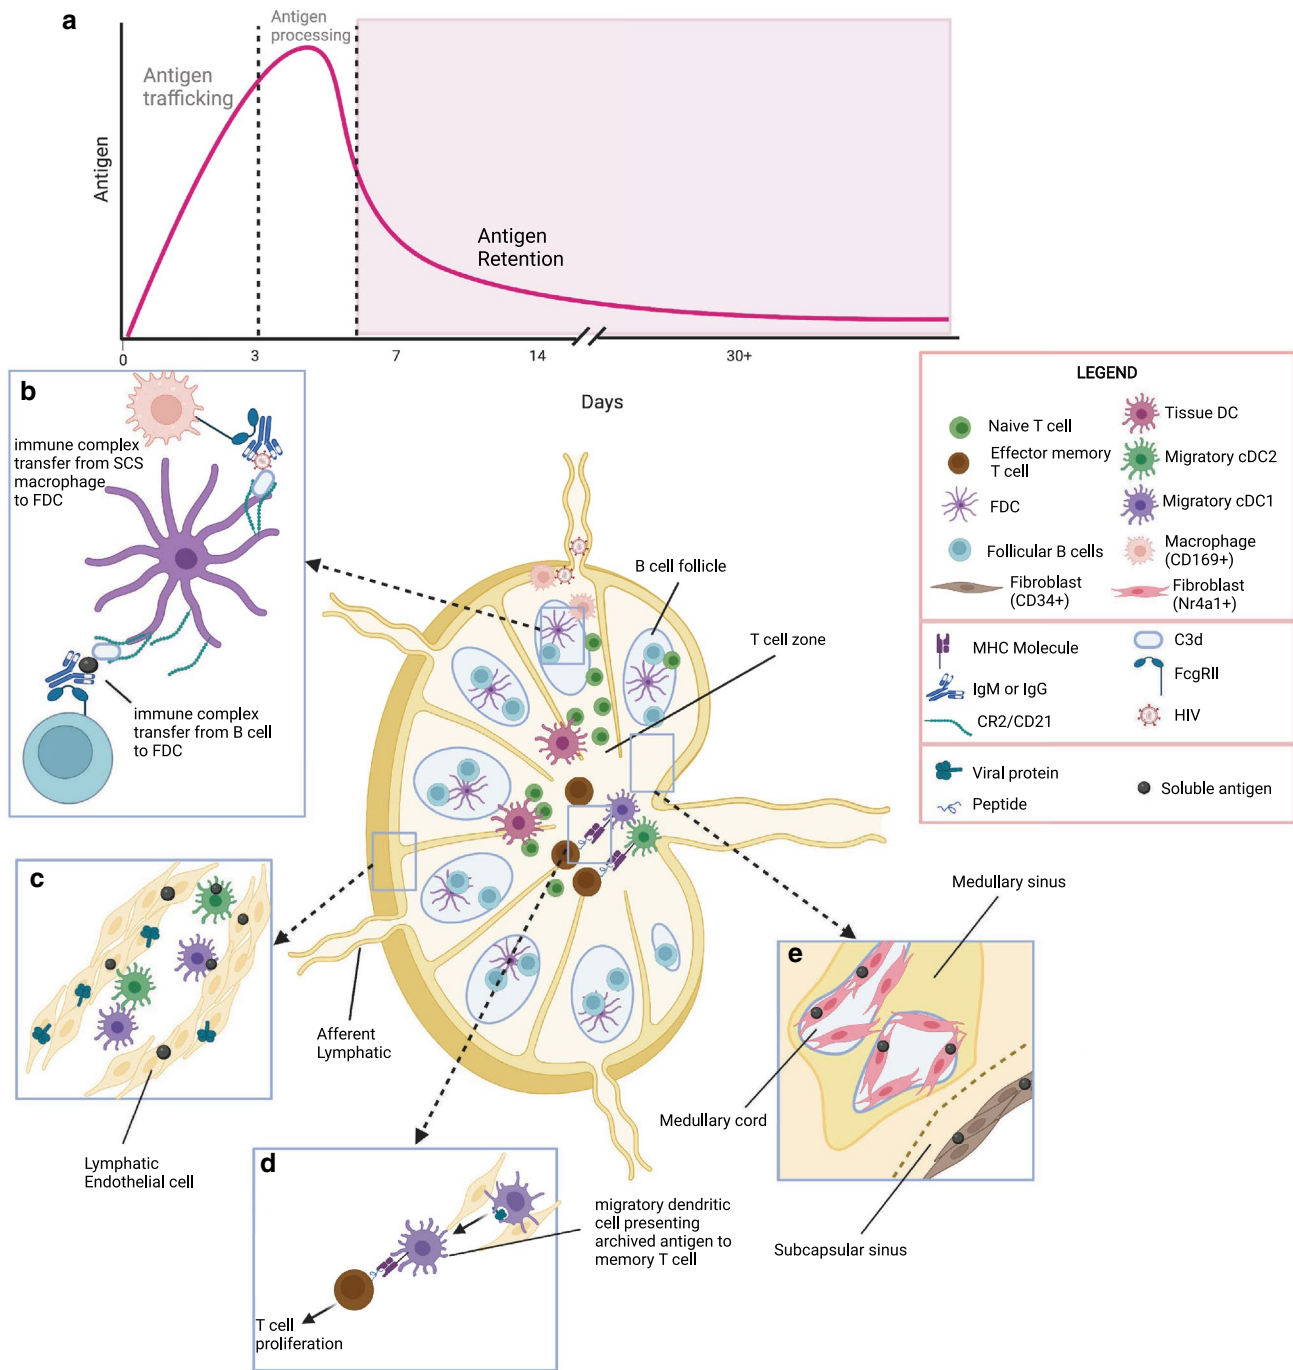 a
Antigen
processing
Antigen
trafficking
Antigen
Antigen
Retention
0
3
7
14
30+
Days
b
immune complex
transfer from SCS
macrophage
to FDC
immune complex
transfer from B cell
to FDC
LEGEND
Naive T cell
Effector memory
T cell
FDC
Follicular B cells
Fibroblast
(CD34+)
Tissue DC
Migratory cDC2
Migratory cDC1
Macrophage
(CD169+)
Fibroblast
(Nr4a1+)
MHC Molecule
IgM or IgG
CR2/CD21
C3d
FcgRII
HIV
Viral protein
Peptide
Soluble antigen
B cell follicle
T cell zone
Afferent
Lymphatic
c
Lymphatic
Endothelial cell
d
migratory dendritic
cell presenting
archived antigen to
memory T cell
T cell
proliferation
e
Medullary sinus
Medullary cord
Subcapsular sinus